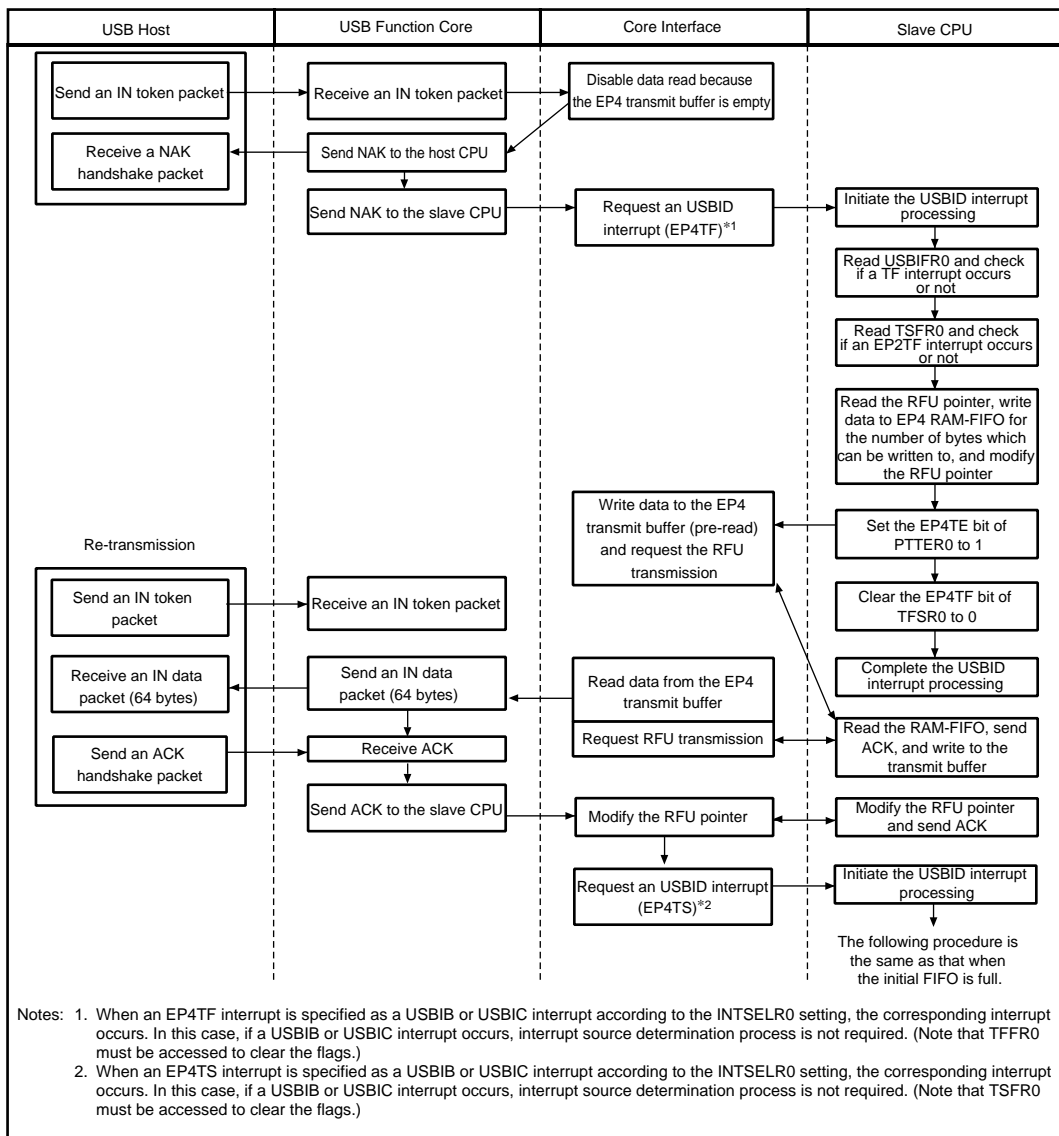 USB Host
USB Function Core
Core Interface
Slave CPU
Send an IN token packet
Receive an IN token packet
Disable data read because
the EP4 transmit buffer is empty
Receive a NAK
handshake packet
Send NAK to the host CPU
Send NAK to the slave CPU
Request an USBID
interrupt (EP4TF)*1
Initiate the USBID interrupt
processing
Read USBIFR0 and check
if a TF interrupt occurs
or not
Read TSFR0 and check
if an EP2TF interrupt occurs
or not
Read the RFU pointer, write
data to EP4 RAM-FIFO for
the number of bytes which
can be written to, and modify
the RFU pointer
Write data to the EP4
transmit buffer (pre-read)
and request the RFU
transmission
Set the EP4TE bit of
PTTER0 to 1
Re-transmission
Send an IN token
packet
Receive an IN token packet
Clear the EP4TF bit of
TFSR0 to 0
Receive an IN data
packet (64 bytes)
Send an IN data
packet (64 bytes)
Read data from the EP4
transmit buffer
Complete the USBID
interrupt processing
Send an ACK
handshake packet
Receive ACK
Request RFU transmission
Read the RAM-FIFO, send
ACK, and write to the
transmit buffer
Send ACK to the slave CPU
Modify the RFU pointer
Modify the RFU pointer
and send ACK
Request an USBID interrupt
(EP4TS)*2
Initiate the USBID interrupt
processing
The following procedure is
the same as that when
the initial FIFO is full.
Notes: 1. When an EP4TF interrupt is specified as a USBIB or USBIC interrupt according to the INTSELR0 setting, the corresponding interrupt
occurs. In this case, if a USBIB or USBIC interrupt occurs, interrupt source determination process is not required. (Note that TFFR0
must be accessed to clear the flags.)
2. When an EP4TS interrupt is specified as a USBIB or USBIC interrupt according to the INTSELR0 setting, the corresponding interrupt
occurs. In this case, if a USBIB or USBIC interrupt occurs, interrupt source determination process is not required. (Note that TSFR0
must be accessed to clear the flags.)